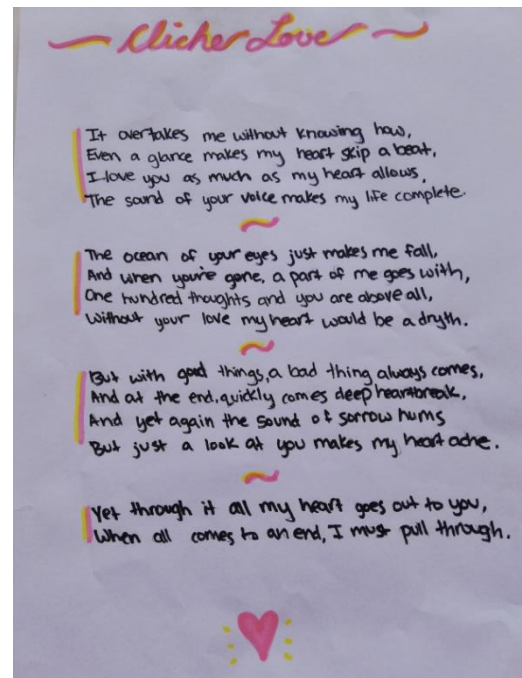 Clicher Love
It overtakes me without knowing how,
Even a glance makes my heart skip a beat,
I love you as much as my heart allows,
The sound of your voice makes my life complete.
The ocean of your eyes just makes me fall,
And when you're gone, a part of me goes with,
One hundred thoughts and you are above all,
Without your love my heart would be a dryth.
But with good things, a bad thing always comes,
And at the end, quickly comes deep heartbreak,
And yet again the sound of sorrow hums
But just a look at you makes my heart ache.
Yet through it all my heart goes out to you,
When all comes to an end, I must pull through.